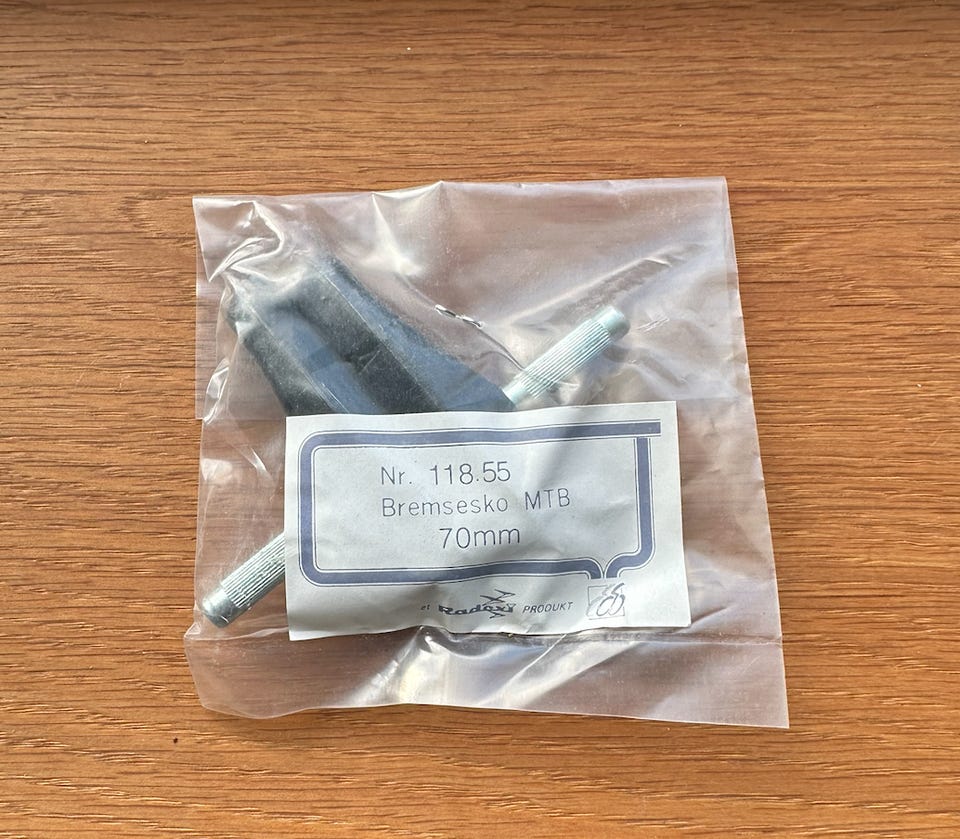 Nr. 118.55
Bremsesko MTB
70mm
et Radoxi PRODUKT